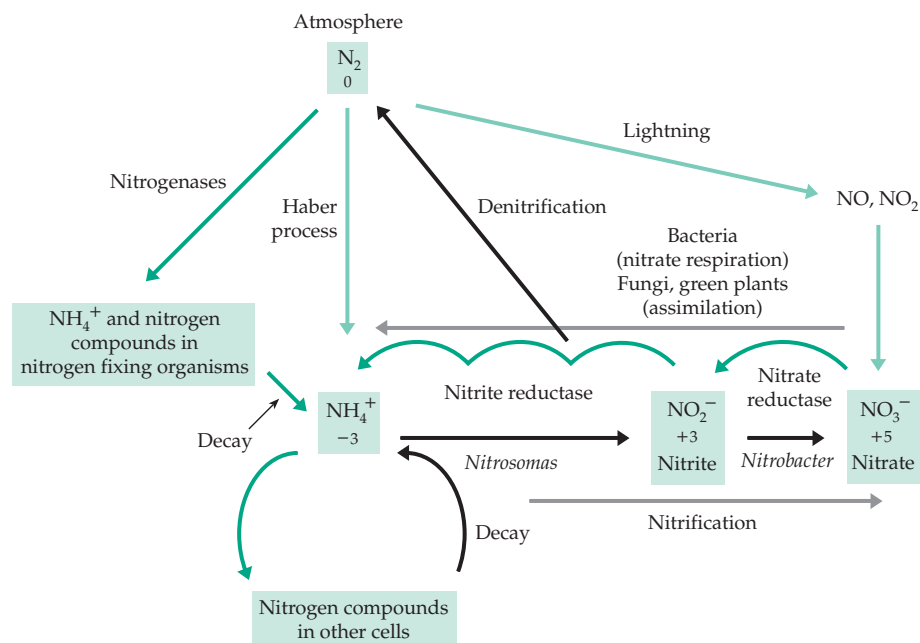 Atmosphere
N₂
0
Lightning
Nitrogenases
Haber
process
Denitrification
NO, NO₂
Bacteria
(nitrate respiration)
Fungi, green plants
(assimilation)
NH₄⁺ and nitrogen
compounds in
nitrogen fixing organisms
Decay
NH₄⁺
−3
Nitrite reductase
Nitrate
reductase
NO₂⁻
+3
Nitrite
NO₃⁻
+5
Nitrate
Nitrosomas
Nitrobacter
Nitrification
Decay
Nitrogen compounds
in other cells